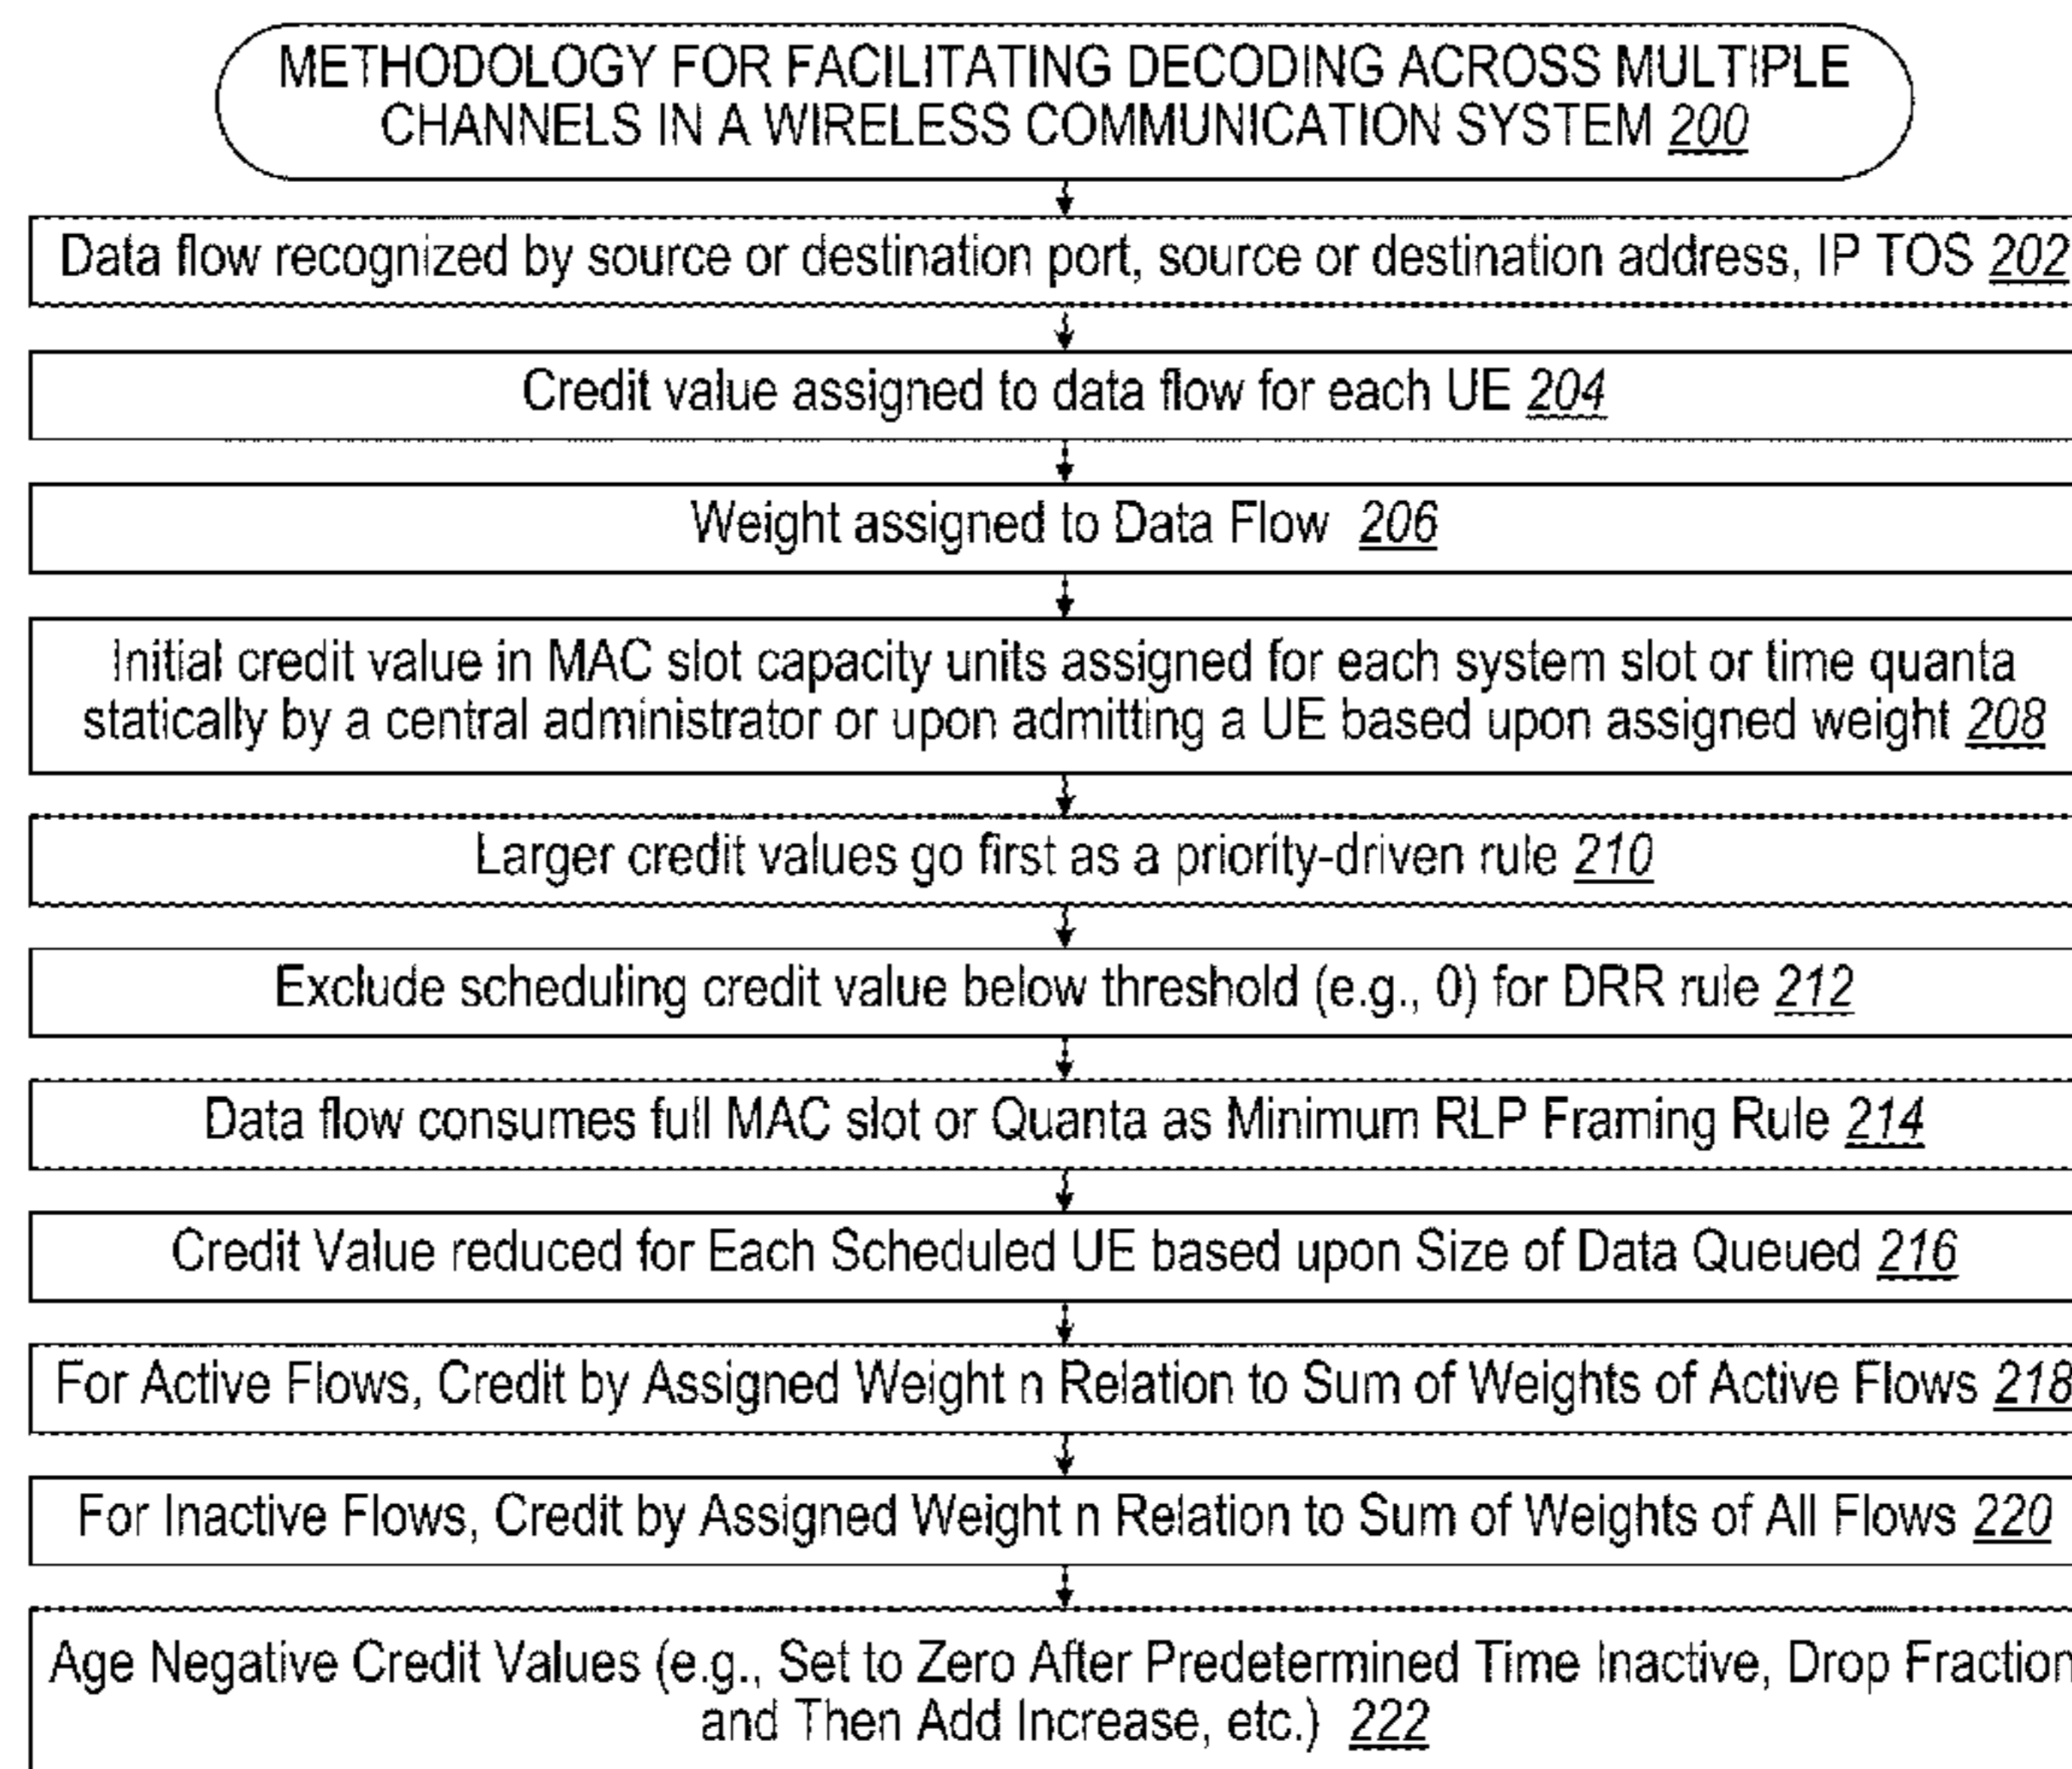 METHODOLOGY FOR FACILITATING DECODING ACROSS MULTIPLE
CHANNELS IN A WIRELESS COMMUNICATION SYSTEM 200
Data flow recognized by source or destination port, source or destination address, IP TOS 202
Credit value assigned to data flow for each UE 204
Weight assigned to Data Flow 206
Initial credit value in MAC slot capacity units assigned for each system slot or time quanta
statically by a central administrator or upon admitting a UE based upon assigned weight 208
Larger credit values go first as a priority-driven rule 210
Exclude scheduling credit value below threshold (e.g., 0) for DRR rule 212
Data flow consumes full MAC slot or Quanta as Minimum RLP Framing Rule 214
Credit Value reduced for Each Scheduled UE based upon Size of Data Queued 216
For Active Flows, Credit by Assigned Weight n Relation to Sum of Weights of Active Flows 218
For Inactive Flows, Credit by Assigned Weight n Relation to Sum of Weights of All Flows 220
Age Negative Credit Values (e.g., Set to Zero After Predetermined Time Inactive, Drop Fraction
and Then Add Increase, etc.) 222